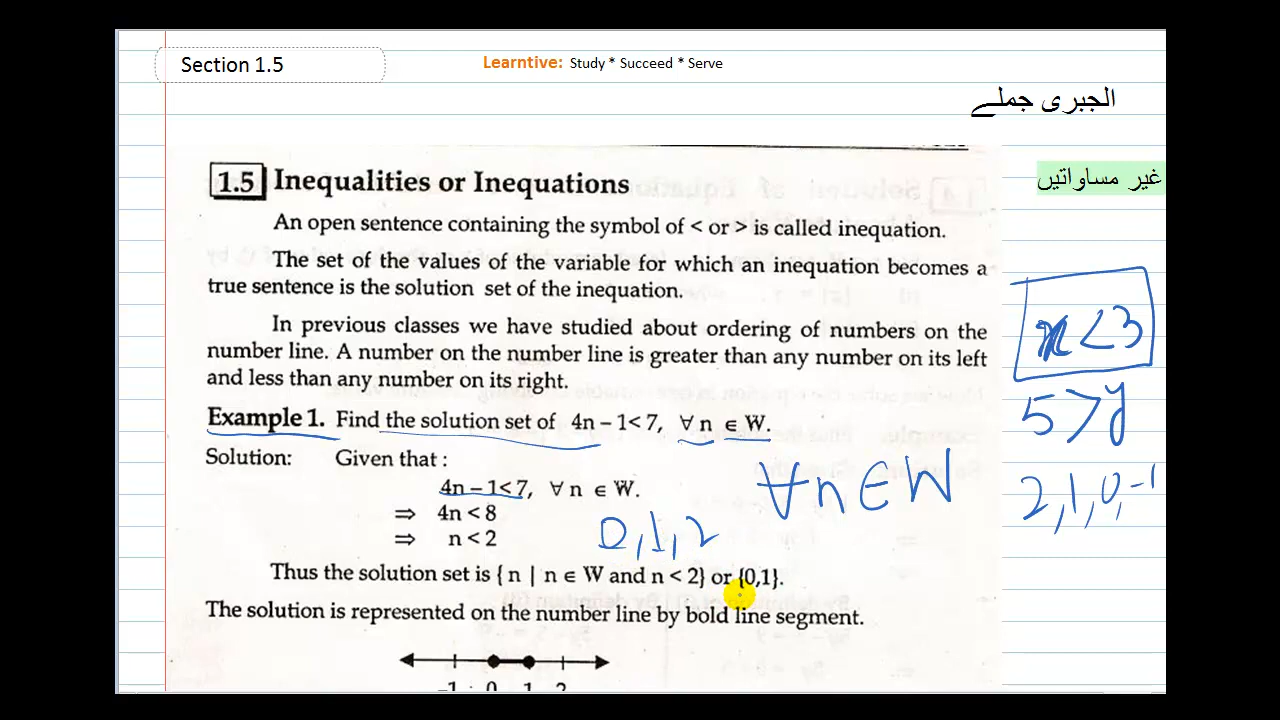 Section 1.5
Learntive: Study * Succeed * Serve
الجبری جملے
1.5 Inequalities or Inequations
غیر مساواتیں
An open sentence containing the symbol of < or > is called inequation.
The set of the values of the variable for which an inequation becomes a
true sentence is the solution set of the inequation.
In previous classes we have studied about ordering of numbers on the
number line. A number on the number line is greater than any number on its left
and less than any number on its right.
x<3
5>y
2,1,0,-1
Example 1. Find the solution set of 4n – 1< 7, ∀ n ∈ W.
Solution: Given that :
4n – 1< 7, ∀ n ∈ W.
∀n∈W
⇒ 4n < 8
⇒ n < 2
0,1,2
Thus the solution set is { n | n ∈ W and n < 2} or {0,1}.
The solution is represented on the number line by bold line segment.
–1 0 1 2